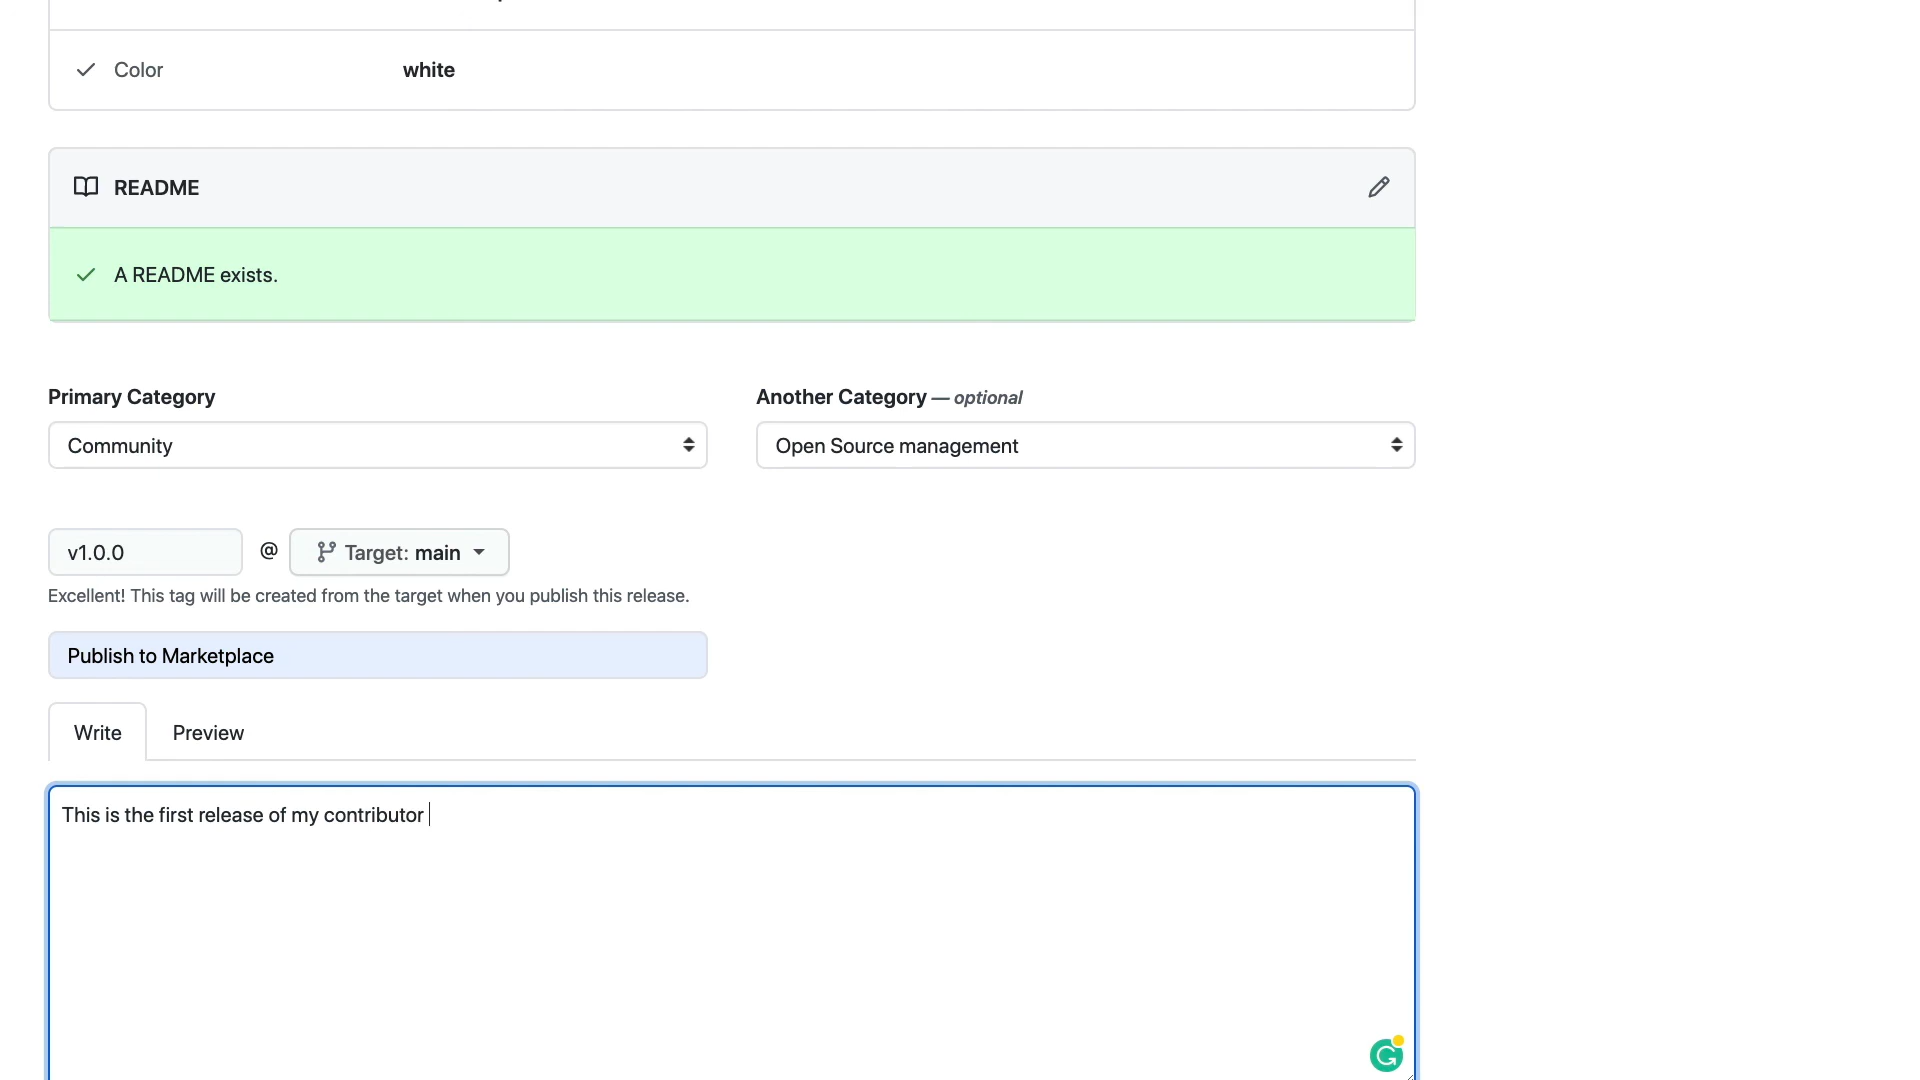 Color white
README
A README exists.
Primary Category
Another Category — optional
Community
Open Source management
v1.0.0 @ Target: main
Excellent! This tag will be created from the target when you publish this release.
Publish to Marketplace
Write Preview
This is the first release of my contributor